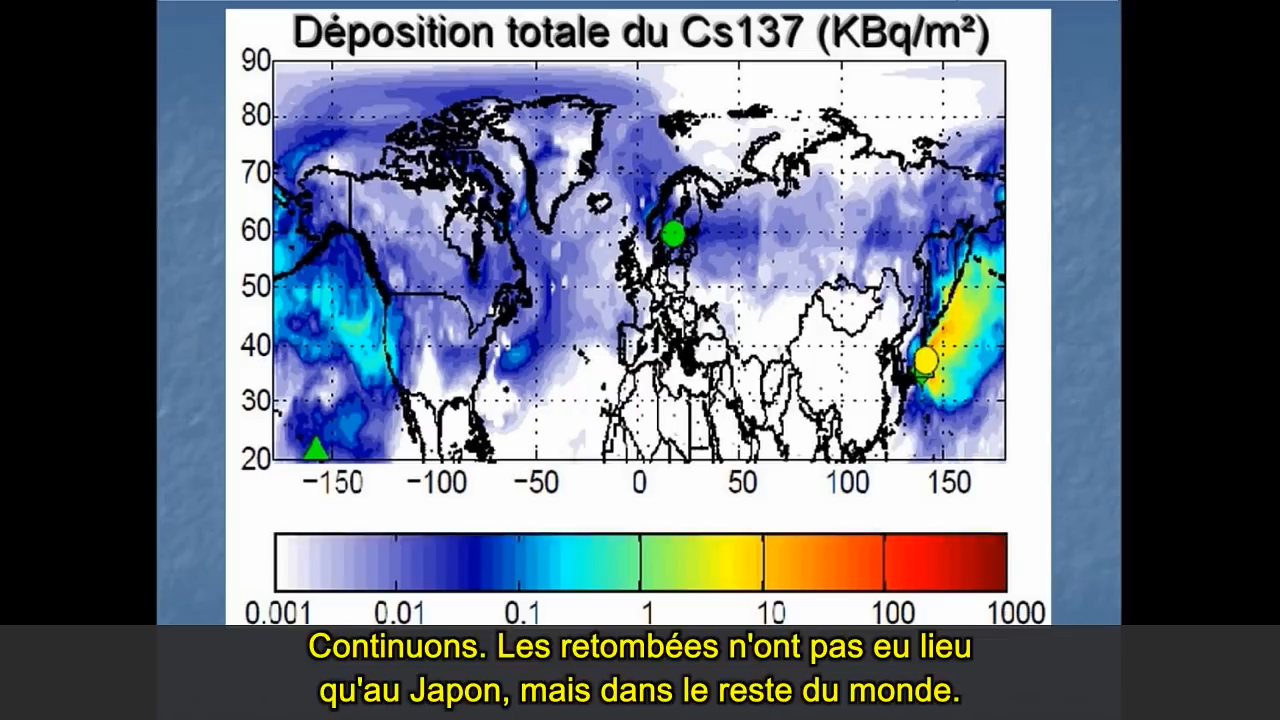 Déposition totale du Cs137 (KBq/m²)
90
80
70
60
50
40
30
20
−150 −100 −50 0 50 100 150
0.001 0.01 0.1 1 10 100 1000
Continuons. Les retombées n'ont pas eu lieu
qu'au Japon, mais dans le reste du monde.